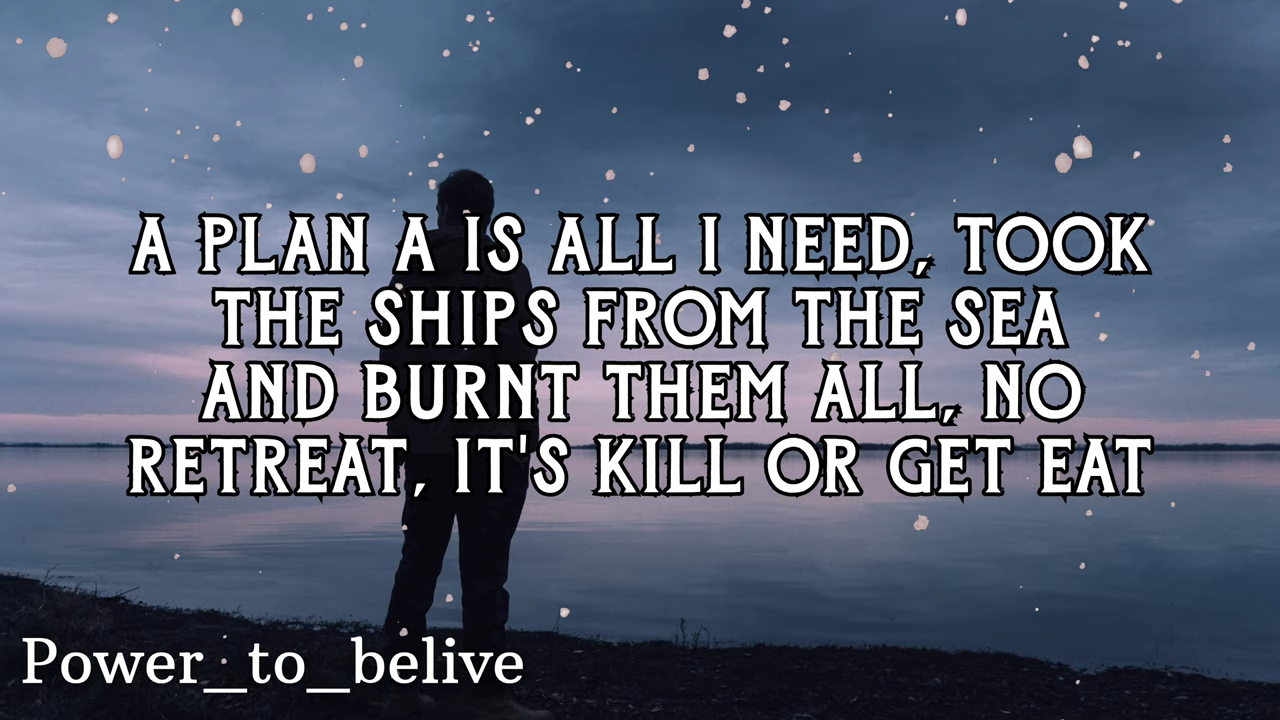 A PLAN A IS ALL I NEED, TOOK
THE SHIPS FROM THE SEA
AND BURNT THEM ALL, NO
RETREAT, IT'S KILL OR GET EAT
Power_to_belive